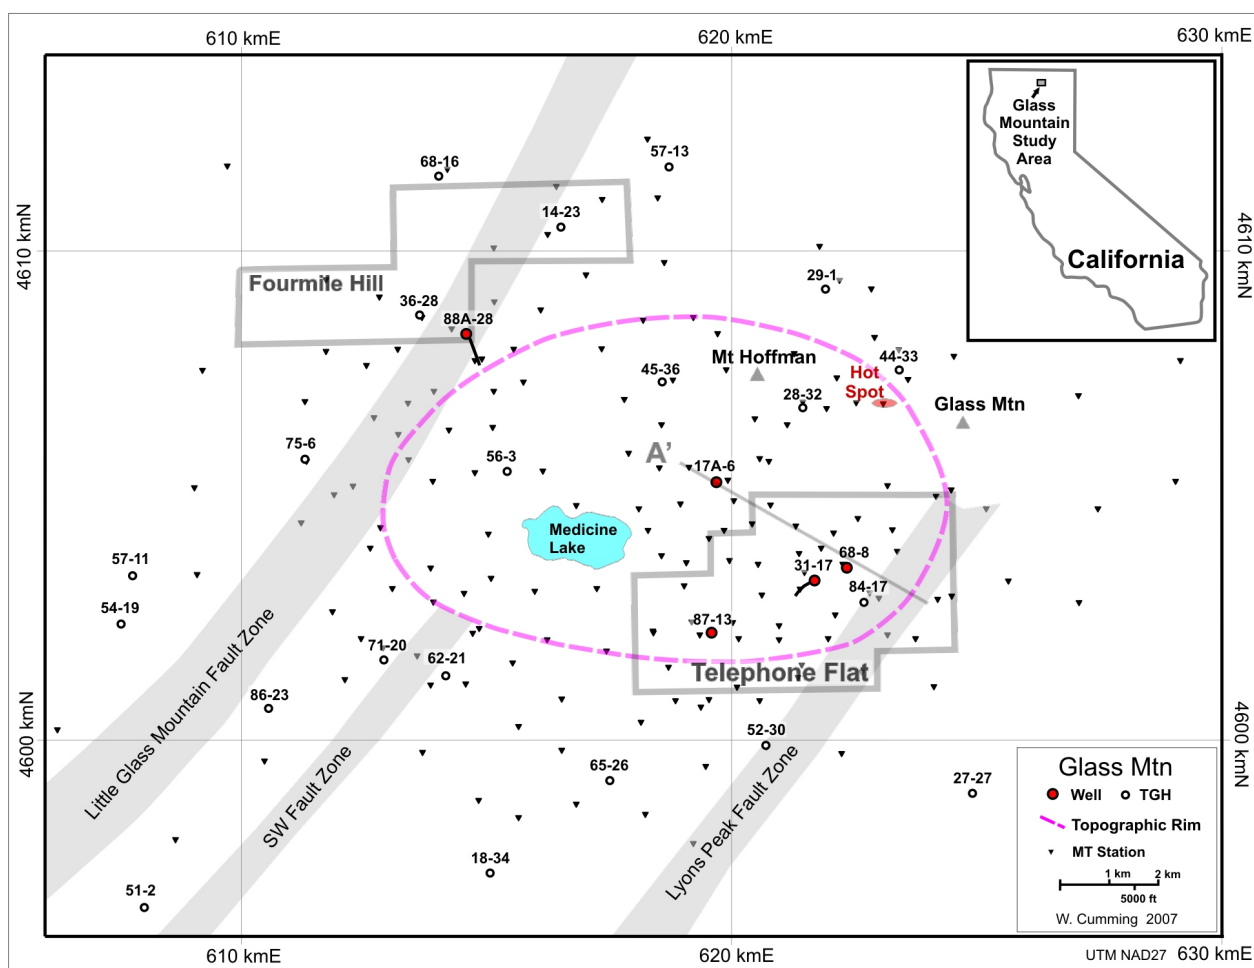 610 kmE
620 kmE
630 kmE
Glass
Mountain
Study
Area
California
57-13
68-16
14-23
4610 kmN
4610 kmN
Fourmile Hill
29-1
36-28
88A-28
Mt Hoffman
44-33
45-36
Hot
Spot
28-32
Glass Mtn
75-6
56-3
A’
17A-6
Medicine
Lake
57-11
31-17
68-8
84-17
54-19
87-13
71-20
62-21
Telephone Flat
86-23
Little Glass Mountain Fault Zone
SW Fault Zone
Lyons Peak Fault Zone
52-30
4600 kmN
4600 kmN
65-26
27-27
18-34
51-2
Glass Mtn
Well
TGH
Topographic Rim
MT Station
1 km
2 km
5000 ft
W. Cumming 2007
610 kmE
620 kmE
UTM NAD27
630 kmE